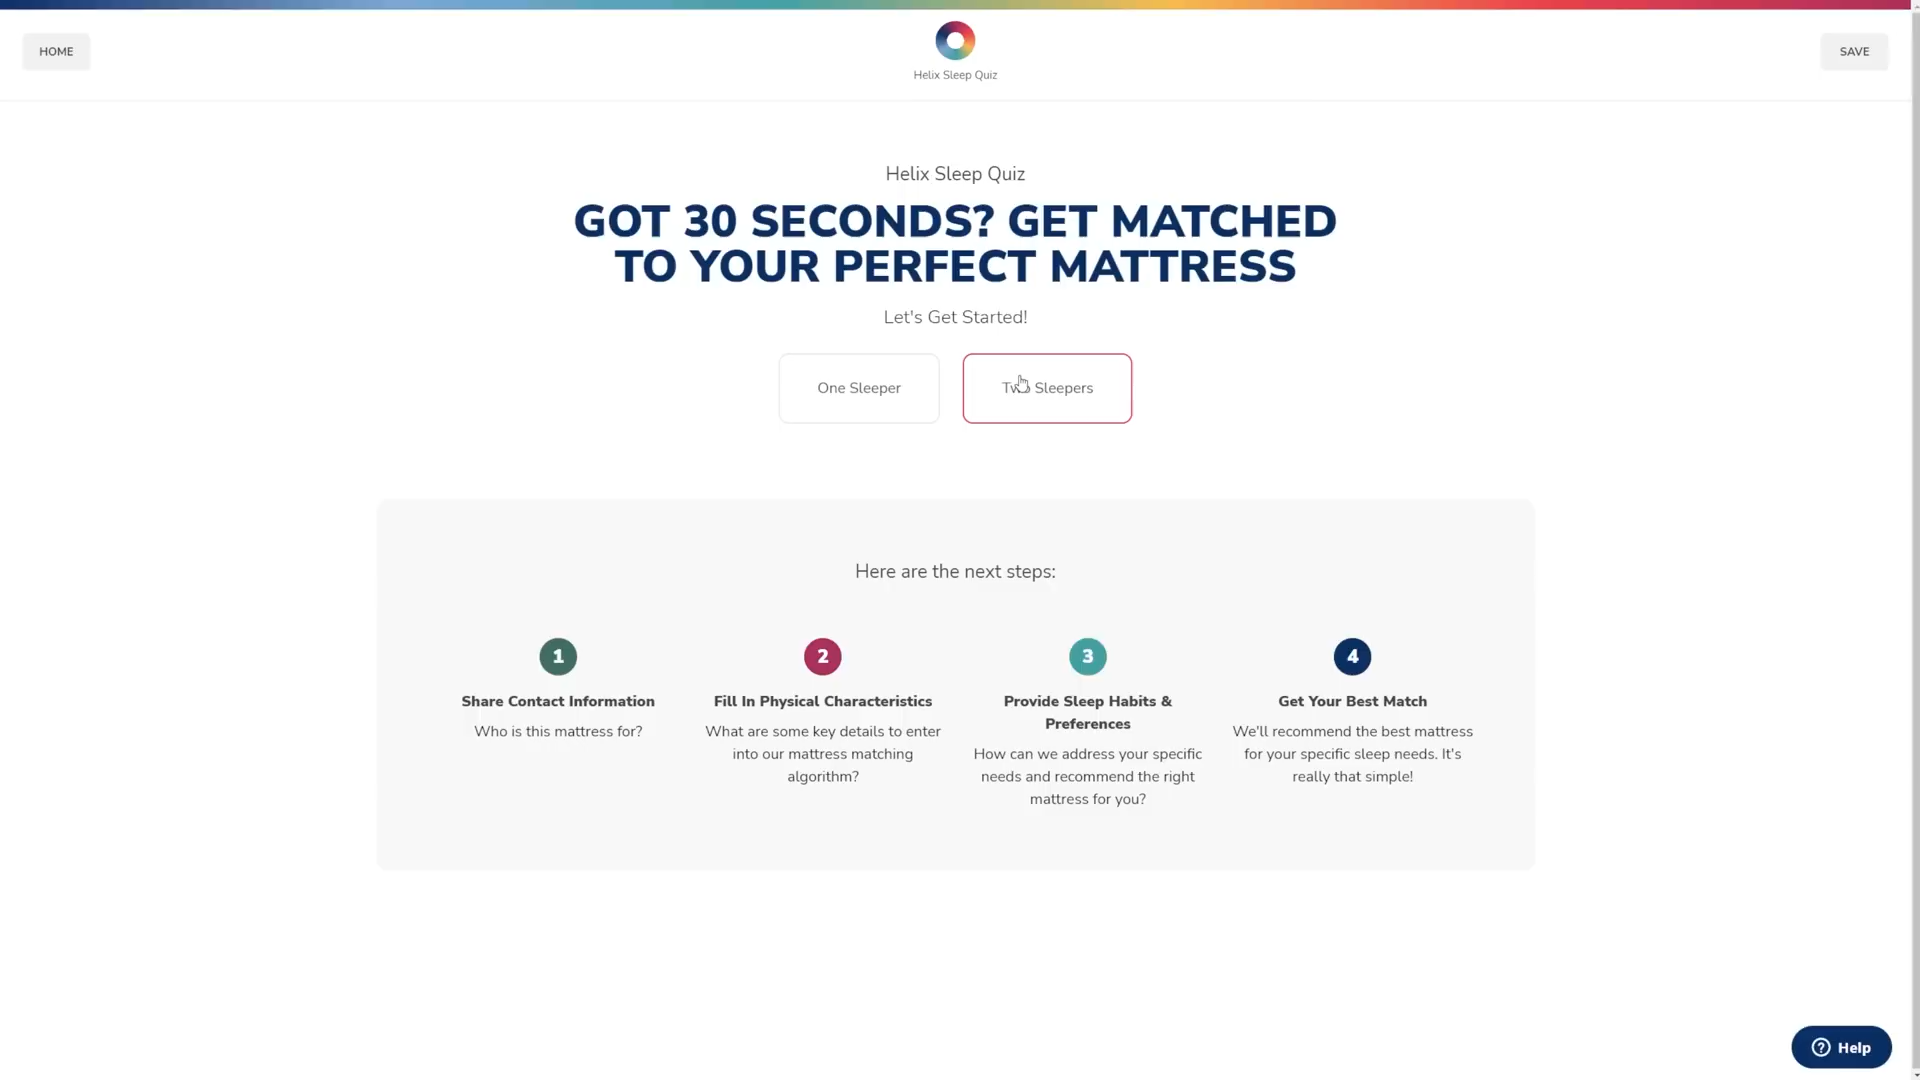 HOME
Helix Sleep Quiz
SAVE
Helix Sleep Quiz
GOT 30 SECONDS? GET MATCHED
TO YOUR PERFECT MATTRESS
Let's Get Started!
One Sleeper
Two Sleepers
Here are the next steps:
1
Share Contact Information
Who is this mattress for?
2
Fill In Physical Characteristics
What are some key details to enter
into our mattress matching
algorithm?
3
Provide Sleep Habits &
Preferences
How can we address your specific
needs and recommend the right
mattress for you?
4
Get Your Best Match
We'll recommend the best mattress
for your specific sleep needs. It's
really that simple!
? Help